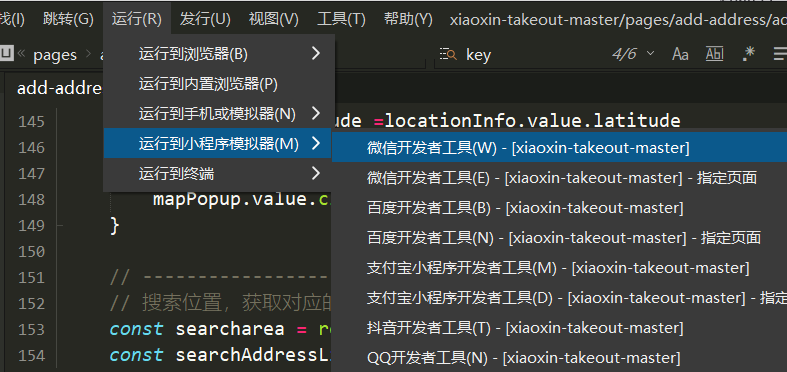 找(I) 跳转(G) 运行(R) 发行(U) 视图(V) 工具(T) 帮助(Y) xiaoxin-takeout-master/pages/add-address/ad
pages key 4/6 Aa Ab .*
add-addre
运行到浏览器(B)
运行到内置浏览器(P)
运行到手机或模拟器(N)
运行到小程序模拟器(M)
运行到终端
微信开发者工具(W) - [xiaoxin-takeout-master]
微信开发者工具(E) - [xiaoxin-takeout-master] - 指定页面
百度开发者工具(B) - [xiaoxin-takeout-master]
百度开发者工具(N) - [xiaoxin-takeout-master] - 指定页面
支付宝小程序开发者工具(M) - [xiaoxin-takeout-master]
支付宝小程序开发者工具(D) - [xiaoxin-takeout-master] - 指定
抖音开发者工具(T) - [xiaoxin-takeout-master]
QQ开发者工具(N) - [xiaoxin-takeout-master]
145 ude =locationInfo.value.latitude
146
147
148 mapPopup.value.c
149 }
150
151 // ------------------
152 // 搜索位置，获取对应的
153 const searcharea = re
154 const searchAddressL